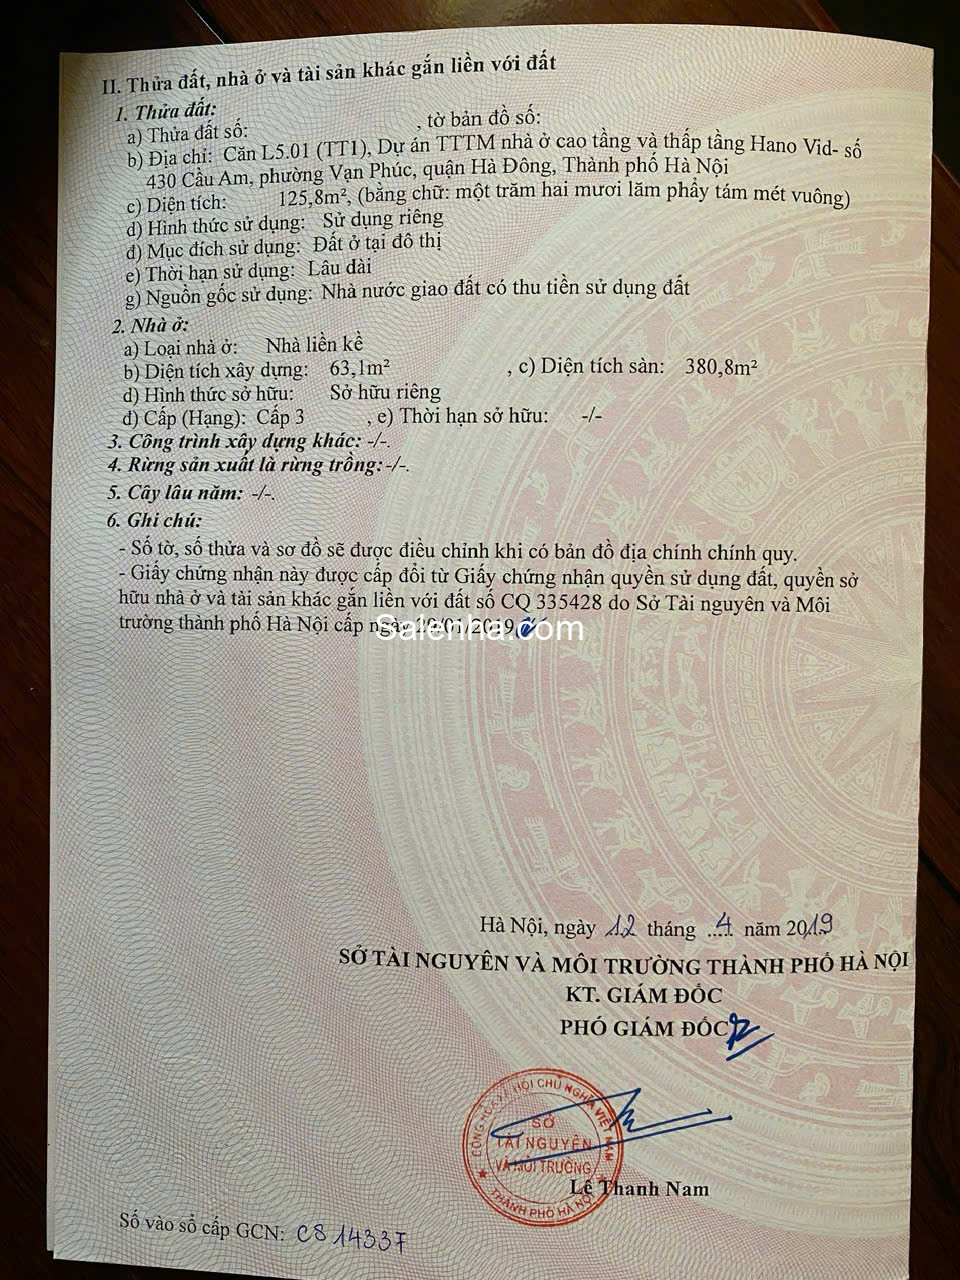 II. Thửa đất, nhà ở và tài sản khác gắn liền với đất
1. Thửa đất:
a) Thửa đất số: , tờ bản đồ số:
b) Địa chỉ: Căn L5.01 (TT1), Dự án TTTM nhà ở cao tầng và thấp tầng Hano Vid- số
430 Cầu Am, phường Vạn Phúc, quận Hà Đông, Thành phố Hà Nội
c) Diện tích: 125,8m², (bằng chữ: một trăm hai mươi lăm phẩy tám mét vuông)
d) Hình thức sử dụng: Sử dụng riêng
đ) Mục đích sử dụng: Đất ở tại đô thị
e) Thời hạn sử dụng: Lâu dài
g) Nguồn gốc sử dụng: Nhà nước giao đất có thu tiền sử dụng đất
2. Nhà ở:
a) Loại nhà ở: Nhà liền kề
b) Diện tích xây dựng: 63,1m² , c) Diện tích sàn: 380,8m²
d) Hình thức sở hữu: Sở hữu riêng
đ) Cấp (Hạng): Cấp 3 , e) Thời hạn sở hữu: -/-
3. Công trình xây dựng khác: -/-.
4. Rừng sản xuất là rừng trồng: -/-.
5. Cây lâu năm: -/-.
6. Ghi chú:
- Số tờ, số thửa và sơ đồ sẽ được điều chỉnh khi có bản đồ địa chính chính quy.
- Giấy chứng nhận này được cấp đổi từ Giấy chứng nhận quyền sử dụng đất, quyền sở
hữu nhà ở và tài sản khác gắn liền với đất số CQ 335428 do Sở Tài nguyên và Môi
trường thành phố Hà Nội cấp ngày /01/2019
Salenha.com
Hà Nội, ngày 12 tháng 4 năm 2019
SỞ TÀI NGUYÊN VÀ MÔI TRƯỜNG THÀNH PHỐ HÀ NỘI
KT. GIÁM ĐỐC
PHÓ GIÁM ĐỐC
CỘNG HÒA XÃ HỘI CHỦ NGHĨA VIỆT NAM
SỞ
TÀI NGUYÊN
VÀ MÔI TRƯỜNG
THÀNH PHỐ HÀ NỘI
Lê Thanh Nam
Số vào sổ cấp GCN: CS 14337